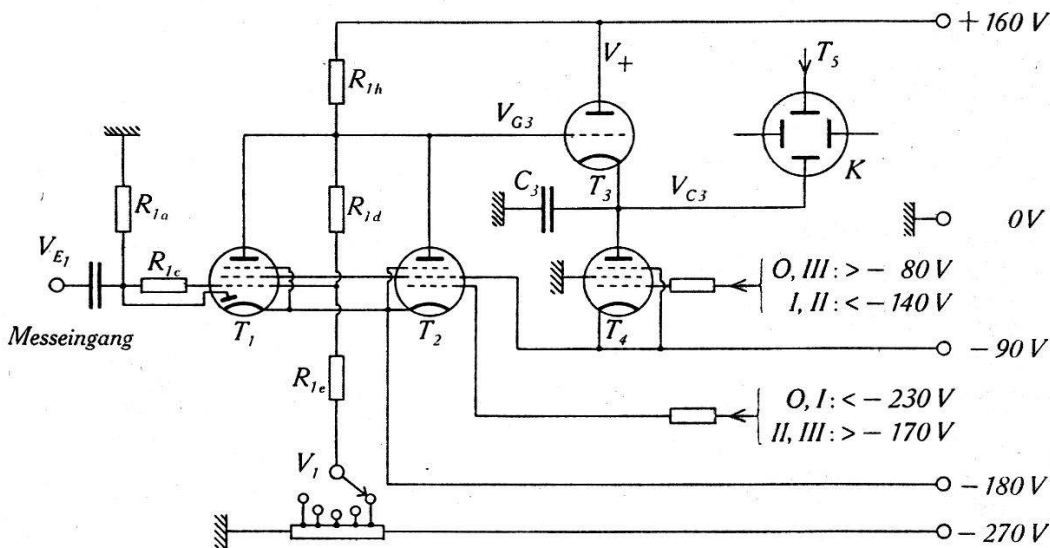 + 160 V
V+
T5
R1h
VG3
K
T3
C3
VC3
R1a
R1d
0V
VE1
R1c
O, III: > − 80 V
I, II: < − 140 V
Messeingang
T1
T2
T4
− 90 V
R1e
O, I: < − 230 V
II, III: > − 170 V
V1
− 180 V
− 270 V